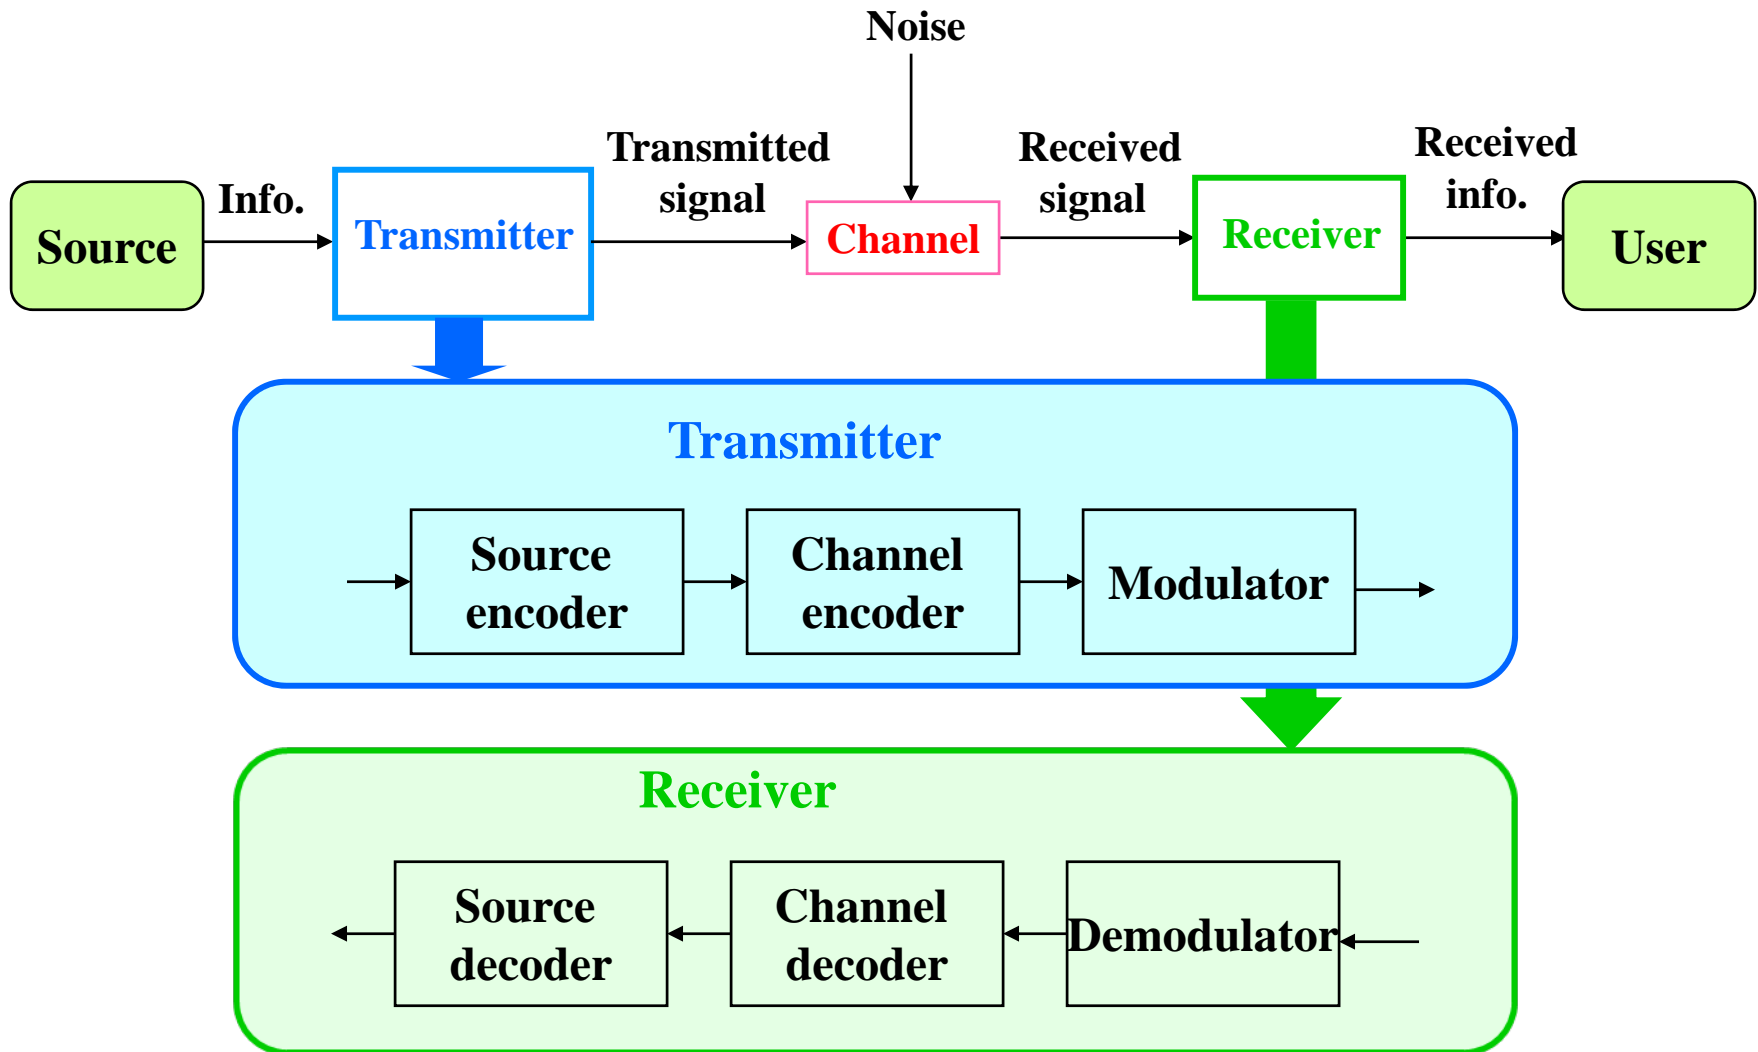 Noise
Transmitted
signal
Received
signal
Received
info.
Source
Info.
Transmitter
Channel
Receiver
User
Transmitter
Source
encoder
Channel
encoder
Modulator
Receiver
Source
decoder
Channel
decoder
Demodulator